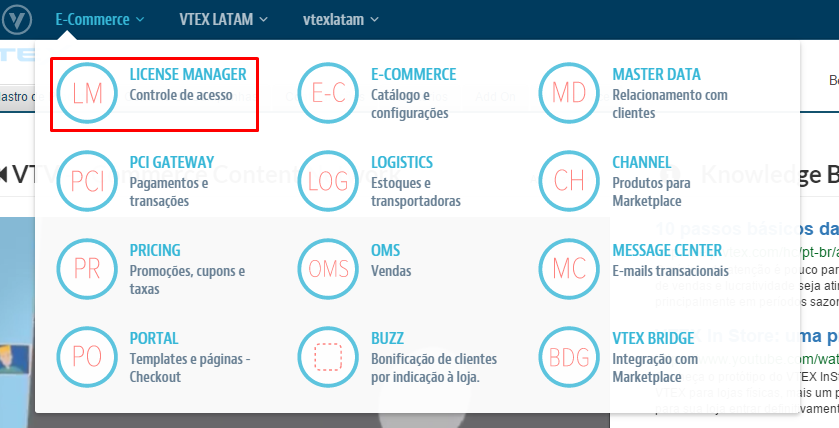 E-Commerce
VTEX LATAM
vtexlatam
LM
LICENSE MANAGER
Controle de acesso
E-C
E-COMMERCE
Catálogo e
configurações
MD
MASTER DATA
Relacionamento com
clientes
PCI
PCI GATEWAY
Pagamentos e
transações
LOG
LOGISTICS
Estoques e
transportadoras
CH
CHANNEL
Produtos para
Marketplace
PR
PRICING
Promoções, cupons e
taxas
OMS
OMS
Vendas
MC
MESSAGE CENTER
E-mails transacionais
PO
PORTAL
Templates e páginas -
Checkout
BUZZ
Bonificação de clientes
por indicação à loja.
BDG
VTEX BRIDGE
Integração com
Marketplace
Knowledge B
10 passos básicos da
In Store: uma p